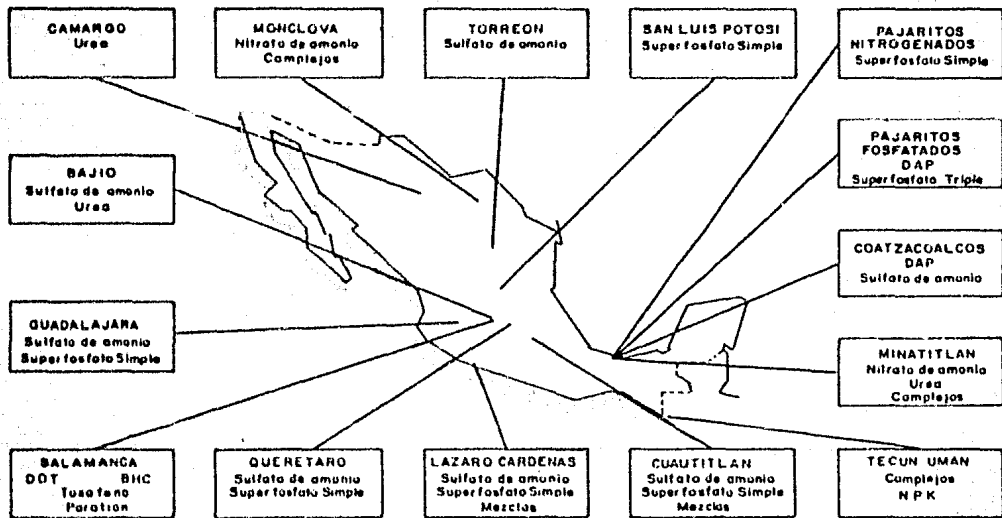 CAMARGO
Urea
MONCLOVA
Nitrato de amonio
Complejos
TORREON
Sulfato de amonio
SAN LUIS POTOSI
Superfosfato Simple
PAJARITOS
NITROGENADOS
Superfosfato Simple
BAJIO
Sulfato de amonio
Urea
PAJARITOS
FOSFATADOS
DAP
Superfosfato Triple
COATZACOALCOS
DAP
Sulfato de amonio
GUADALAJARA
Sulfato de amonio
Superfosfato Simple
MINATITLAN
Nitrato de amonio
Urea
Complejos
SALAMANCA
DDT BHC
Toxafeno
Paration
QUERETARO
Sulfato de amonio
Superfosfato Simple
LAZARO CARDENAS
Sulfato de amonio
Superfosfato Simple
Mezclas
CUAUTITLAN
Sulfato de amonio
Superfosfato Simple
Mezclas
TECUN UMAN
Complejos
NPK